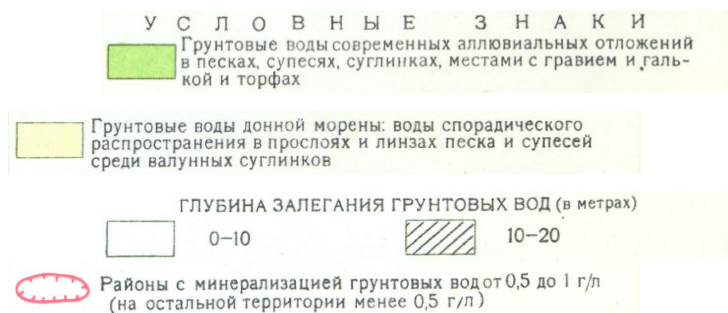 УСЛОВНЫЕ ЗНАКИ
Грунтовые воды современных аллювиальных отложений
в песках, супесях, суглинках, местами с гравием и галь-
кой и торфах
Грунтовые воды донной морены: воды спорадического
распространения в прослоях и линзах песка и супесей
среди валунных суглинков
ГЛУБИНА ЗАЛЕГАНИЯ ГРУНТОВЫХ ВОД (в метрах)
0–10 10–20
Районы с минерализацией грунтовых вод от 0,5 до 1 г/л
(на остальной территории менее 0,5 г/л)